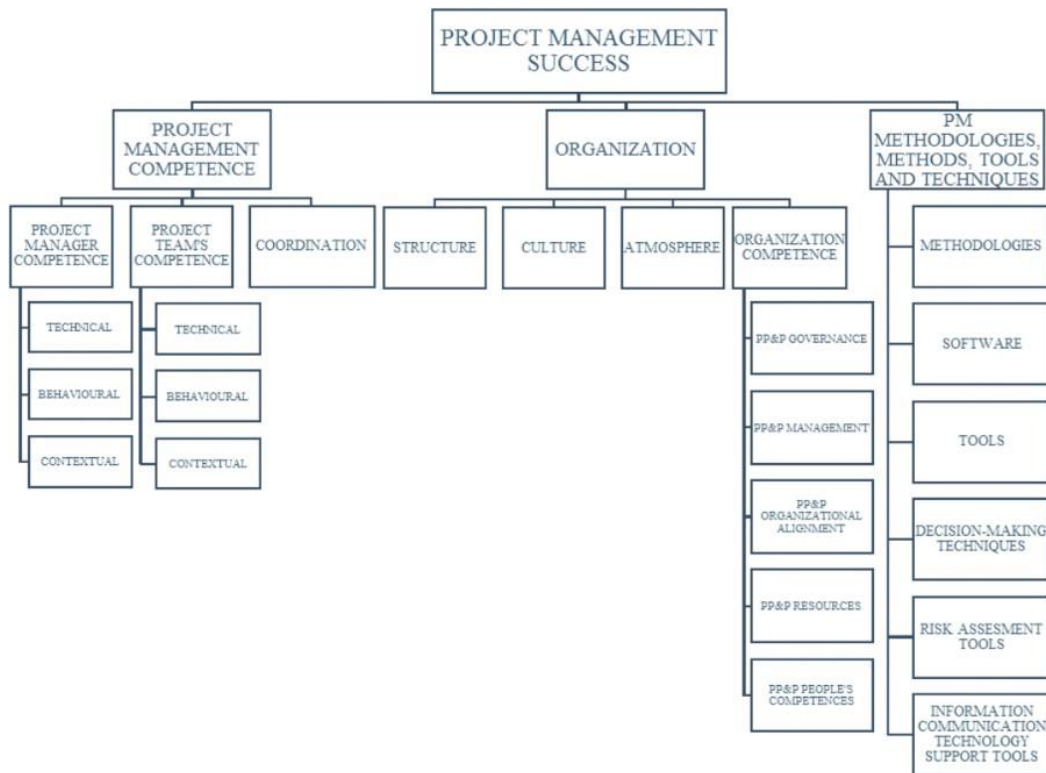 PROJECT MANAGEMENT
SUCCESS
PROJECT
MANAGEMENT
COMPETENCE
ORGANIZATION
PM
METHODOLOGIES,
METHODS, TOOLS
AND TECHNIQUES
PROJECT
MANAGER
COMPETENCE
PROJECT
TEAM'S
COMPETENCE
COORDINATION
STRUCTURE
CULTURE
ATMOSPHERE
ORGANIZATION
COMPETENCE
METHODOLOGIES
TECHNICAL
BEHAVIOURAL
CONTEXTUAL
TECHNICAL
BEHAVIOURAL
CONTEXTUAL
PP&P GOVERNANCE
PP&P MANAGEMENT
PP&P
ORGANIZATIONAL
ALIGNMENT
PP&P RESOURCES
PP&P PEOPLE'S
COMPETENCES
SOFTWARE
TOOLS
DECISION-MAKING
TECHNIQUES
RISK ASSESMENT
TOOLS
INFORMATION
COMMUNICATION
TECHNOLOGY
SUPPORT TOOLS